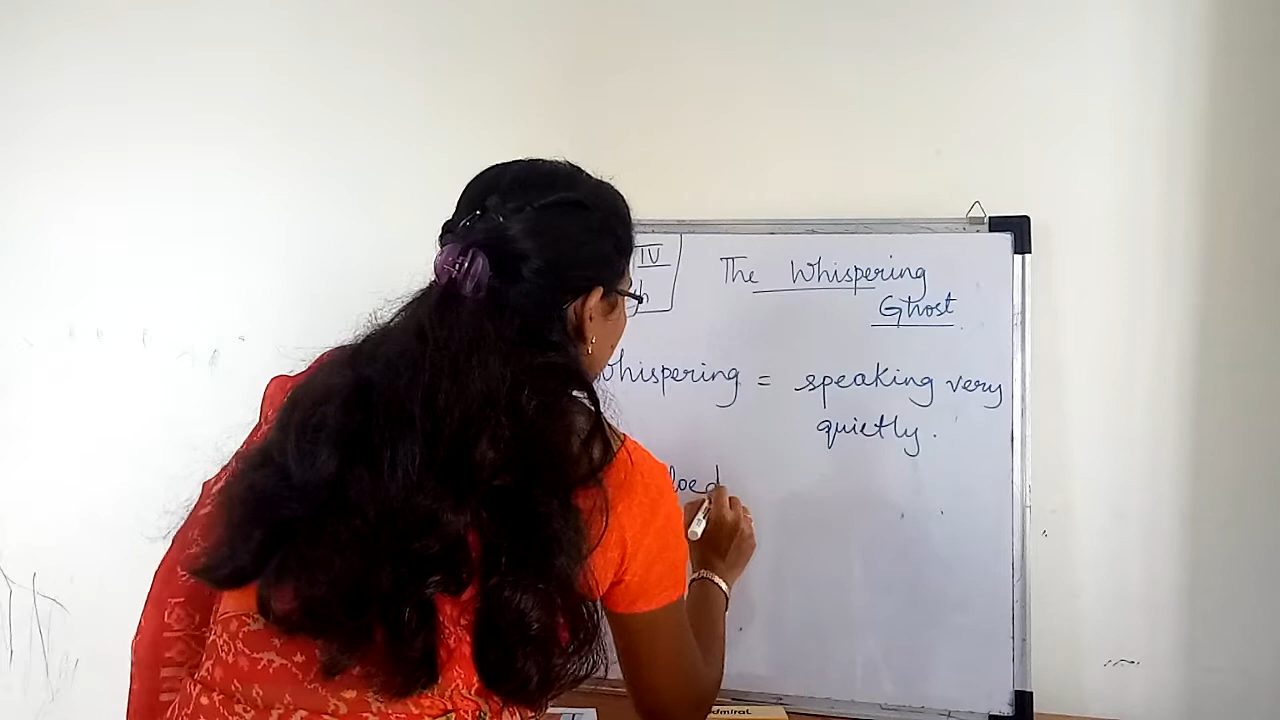 IV
The Whispering
Ghost
whispering = speaking very
quietly.